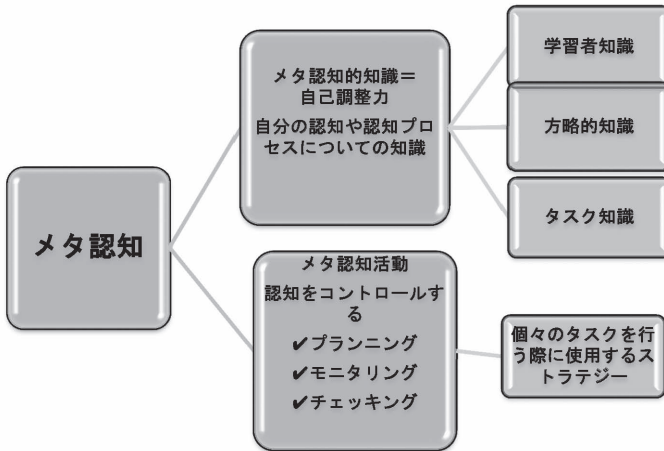 メタ認知
メタ認知的知識＝
自己調整力
自分の認知や認知プロ
セスについての知識
学習者知識
方略的知識
タスク知識
メタ認知活動
認知をコントロールす
る
✔プランニング
✔モニタリング
✔チェッキング
個々のタスクを行
う際に使用するス
トラテジー